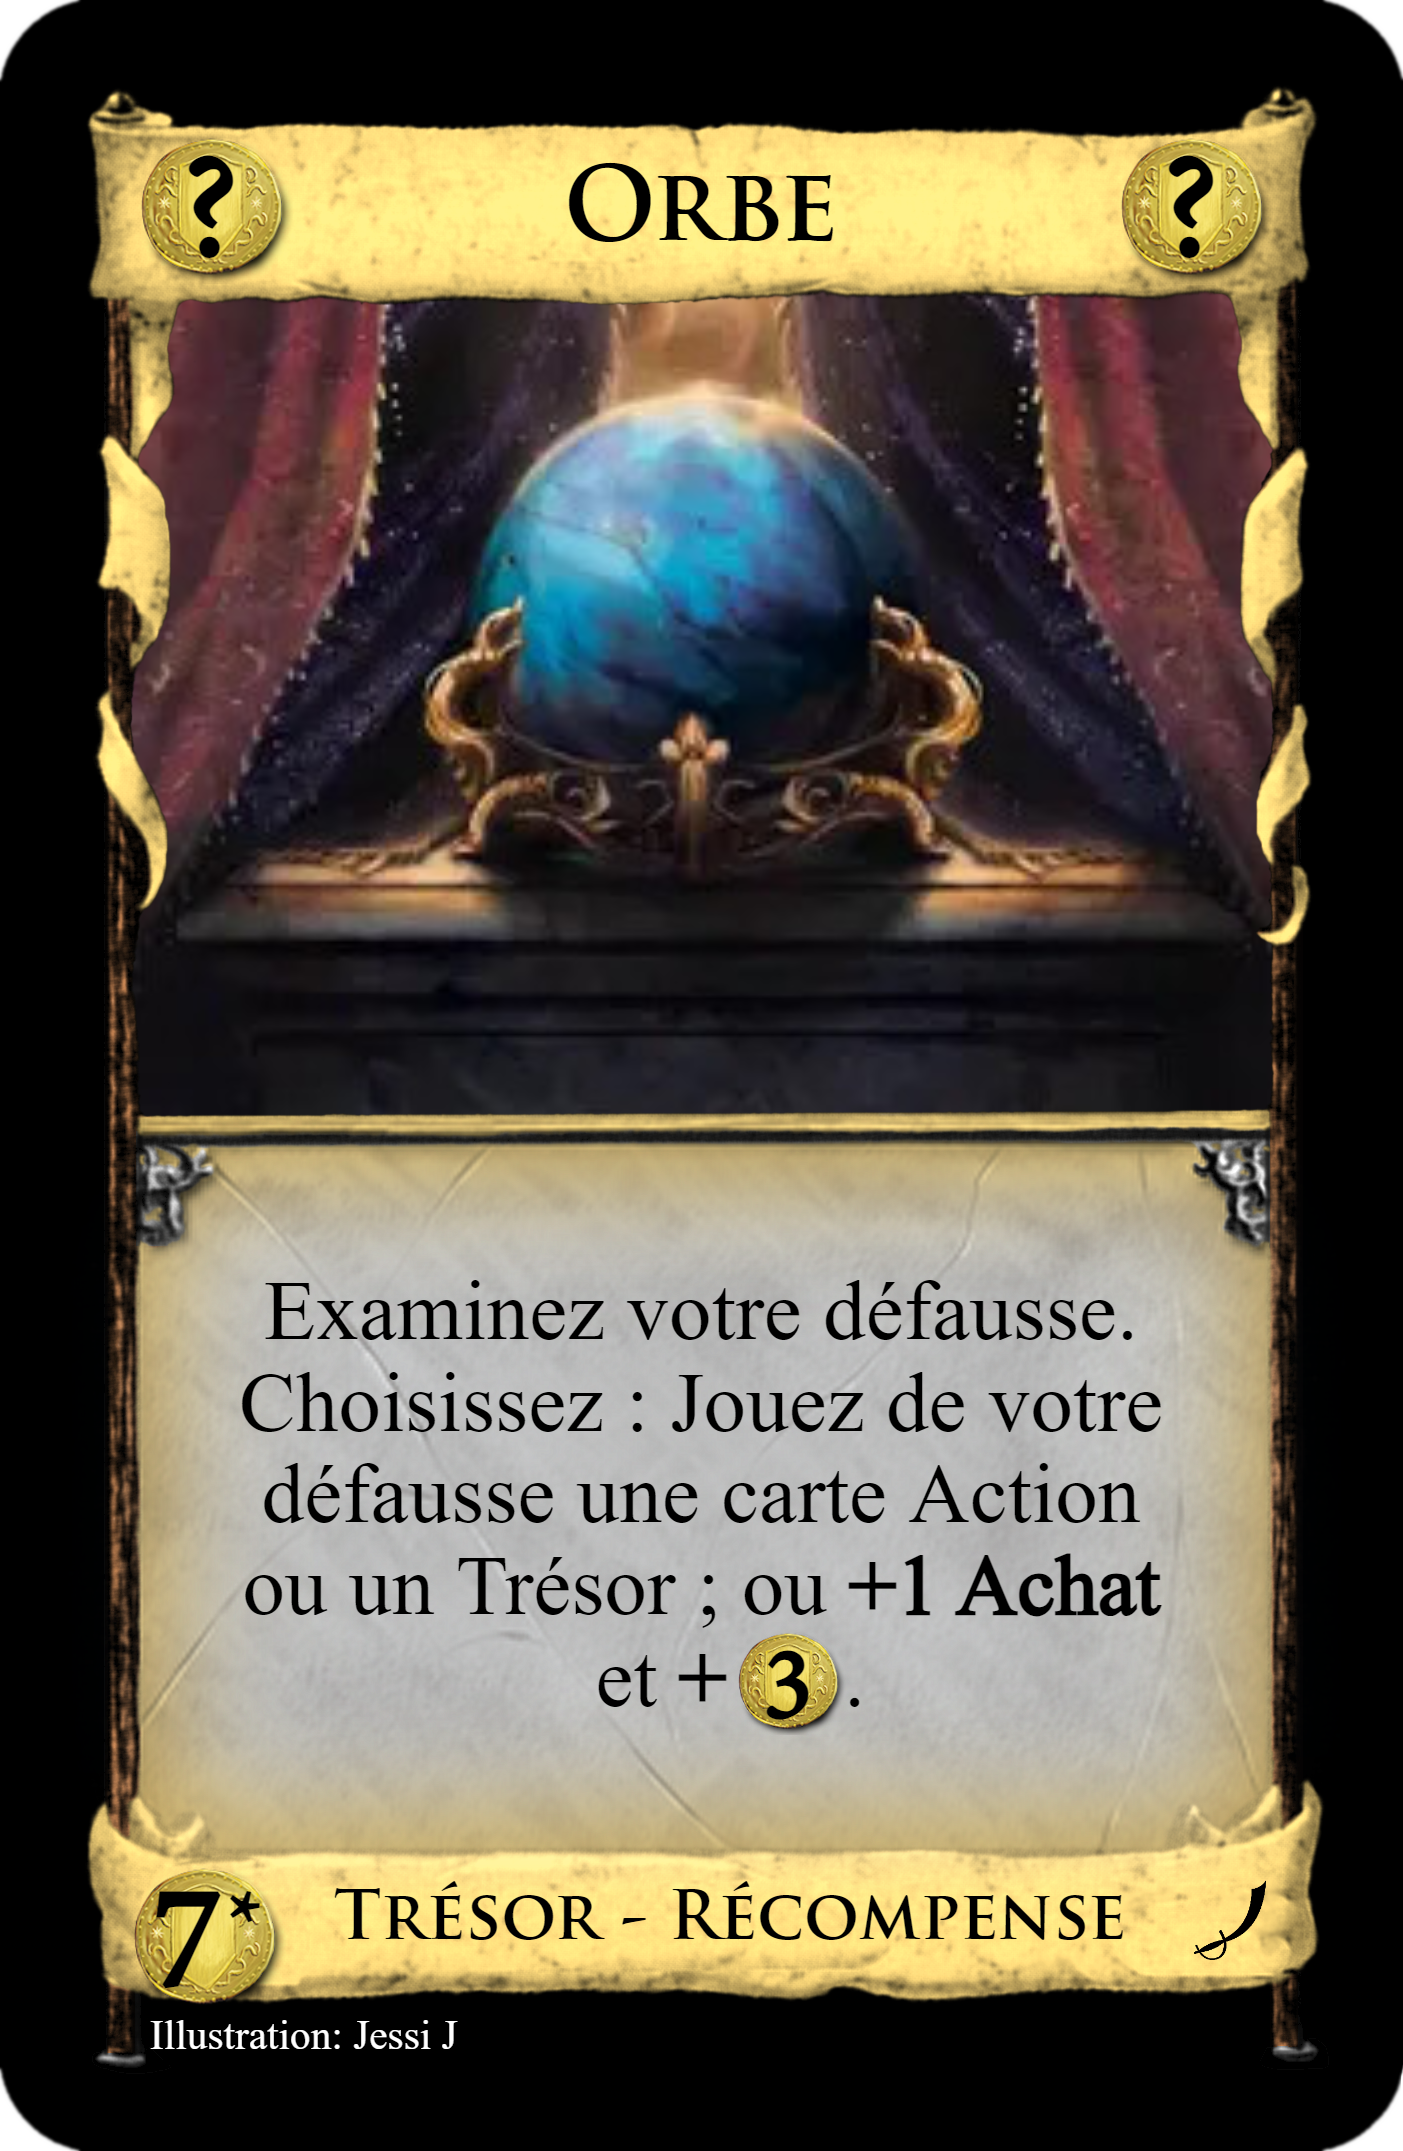 ? Orbe ?
Examinez votre défausse.
Choisissez : Jouez de votre
défausse une carte Action
ou un Trésor ; ou +1 Achat
et + 3 .
7* Trésor - Récompense
Illustration: Jessi J